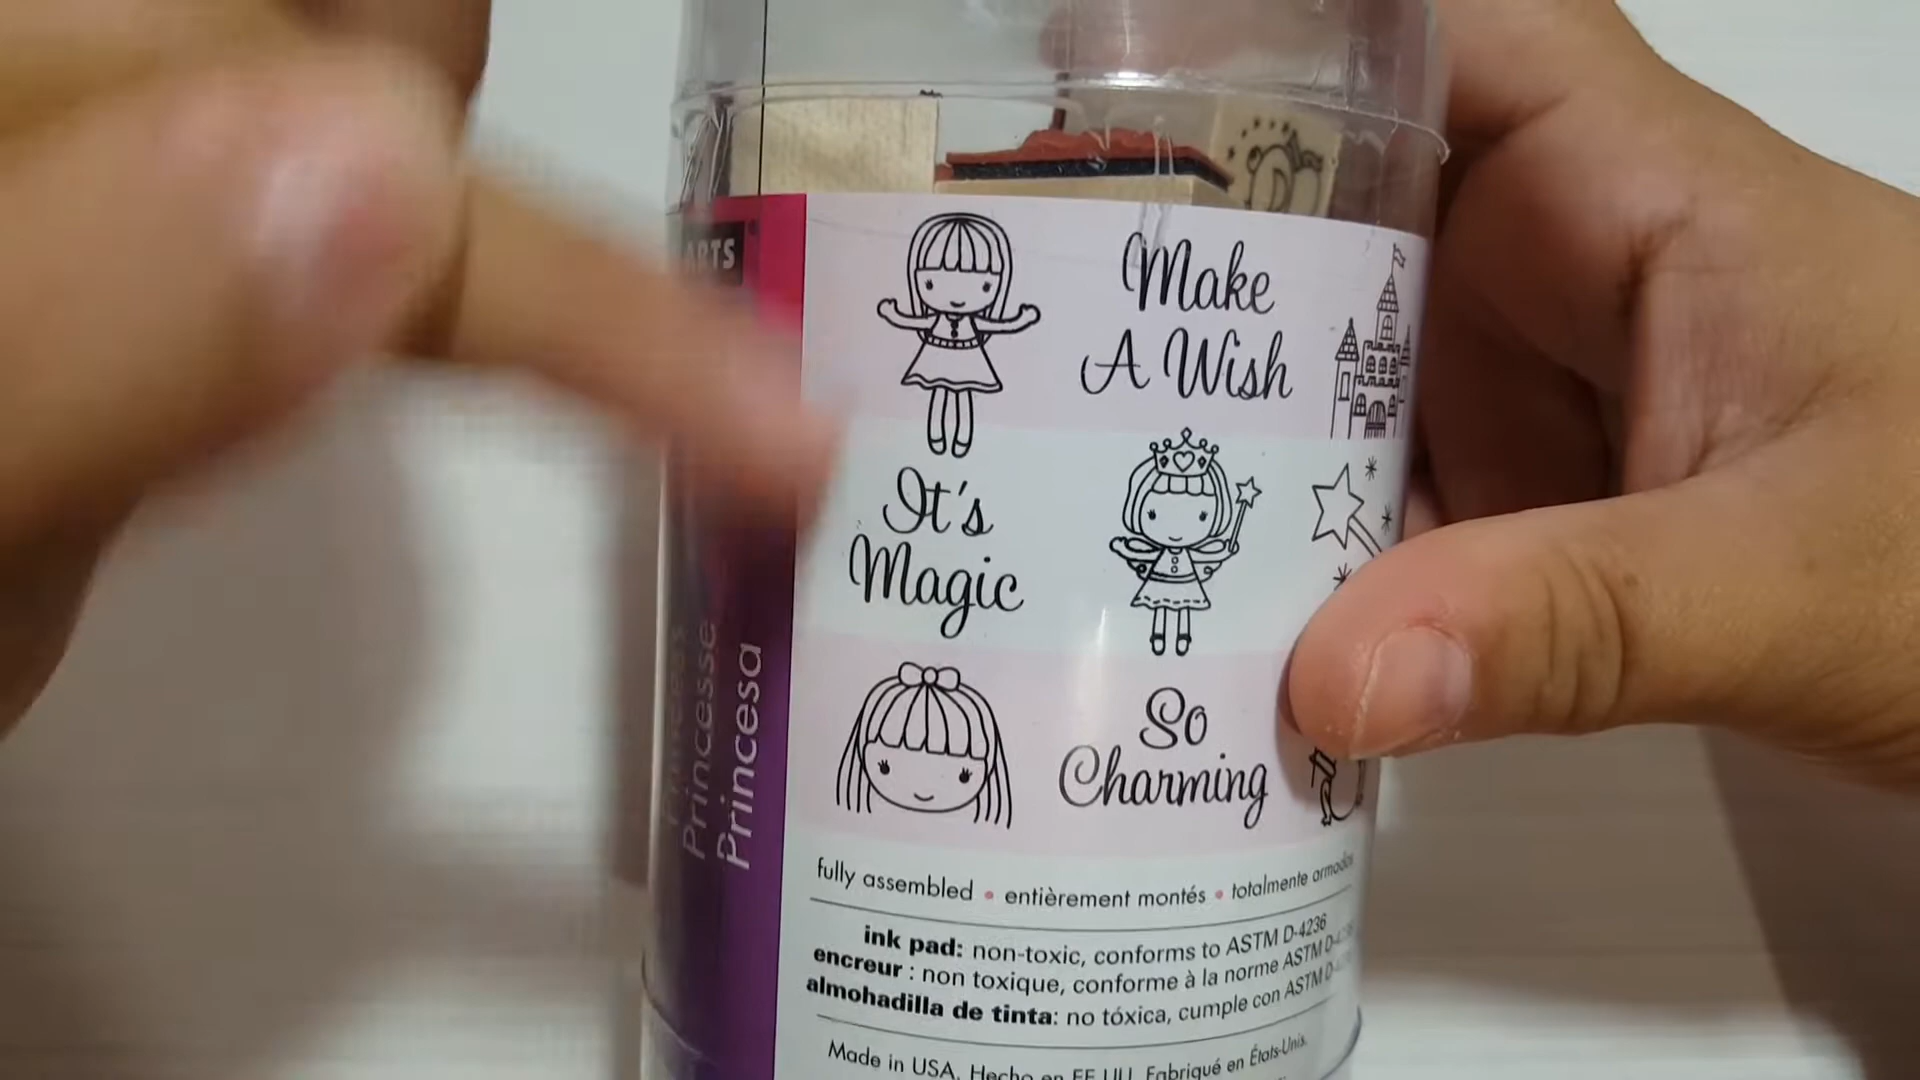 ARTS
Princess
Princesse
Princesa
Make
A Wish
It's
Magic
So
Charming
fully assembled • entièrement montés • totalmente armados
ink pad: non-toxic, conforms to ASTM D-4236
encreur : non toxique, conforme à la norme ASTM
almohadilla de tinta: no tóxica, cumple con ASTM
Made in USA. Hecho en EE.UU. Fabriqué en États-Unis.